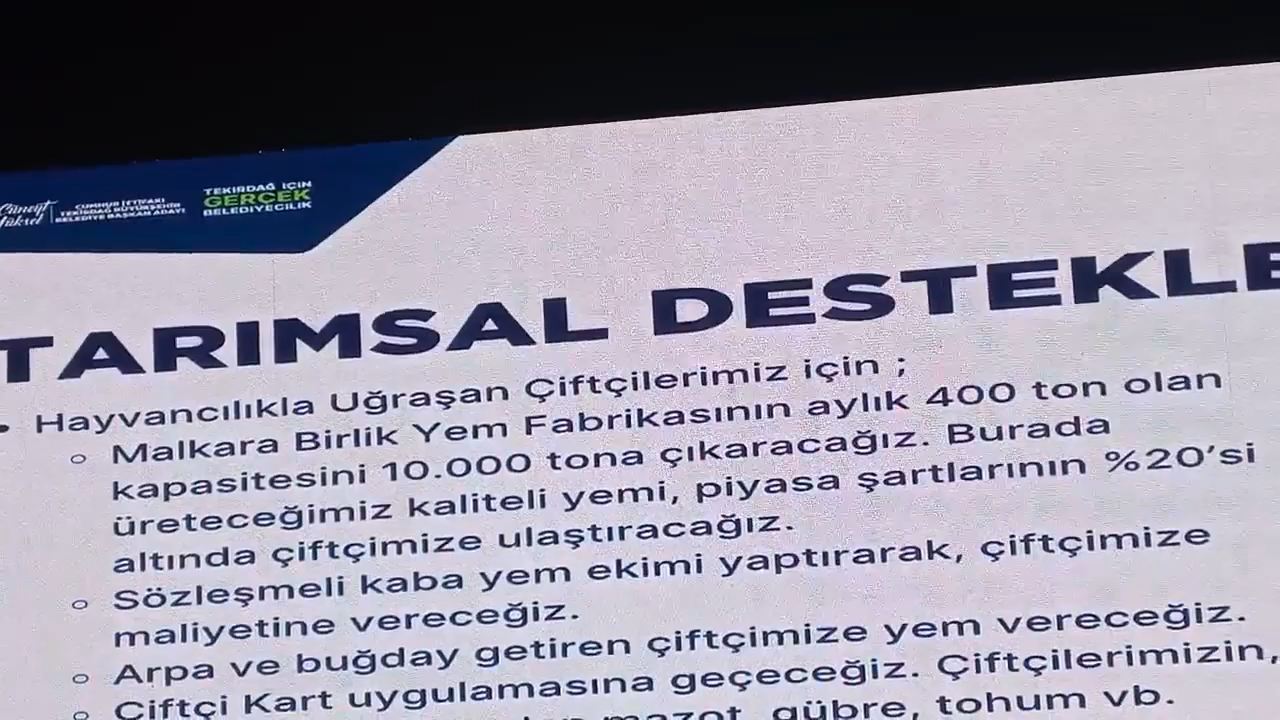 Cüneyt
Yüksel
CUMHUR İTTİFAKI
TEKİRDAĞ BÜYÜKŞEHİR
BELEDİYE BAŞKAN ADAYI
TEKİRDAĞ İÇİN
GERÇEK
BELEDİYECİLİK
TARIMSAL DESTEKLE
• Hayvancılıkla Uğraşan Çiftçilerimiz için ;
○ Malkara Birlik Yem Fabrikasının aylık 400 ton olan
kapasitesini 10.000 tona çıkaracağız. Burada
üreteceğimiz kaliteli yemi, piyasa şartlarının %20'si
altında çiftçimize ulaştıracağız.
○ Sözleşmeli kaba yem ekimi yaptırarak, çiftçimize
maliyetine vereceğiz.
○ Arpa ve buğday getiren çiftçimize yem vereceğiz.
○ Çiftçi Kart uygulamasına geçeceğiz. Çiftçilerimizin,
mazot, gübre, tohum vb.